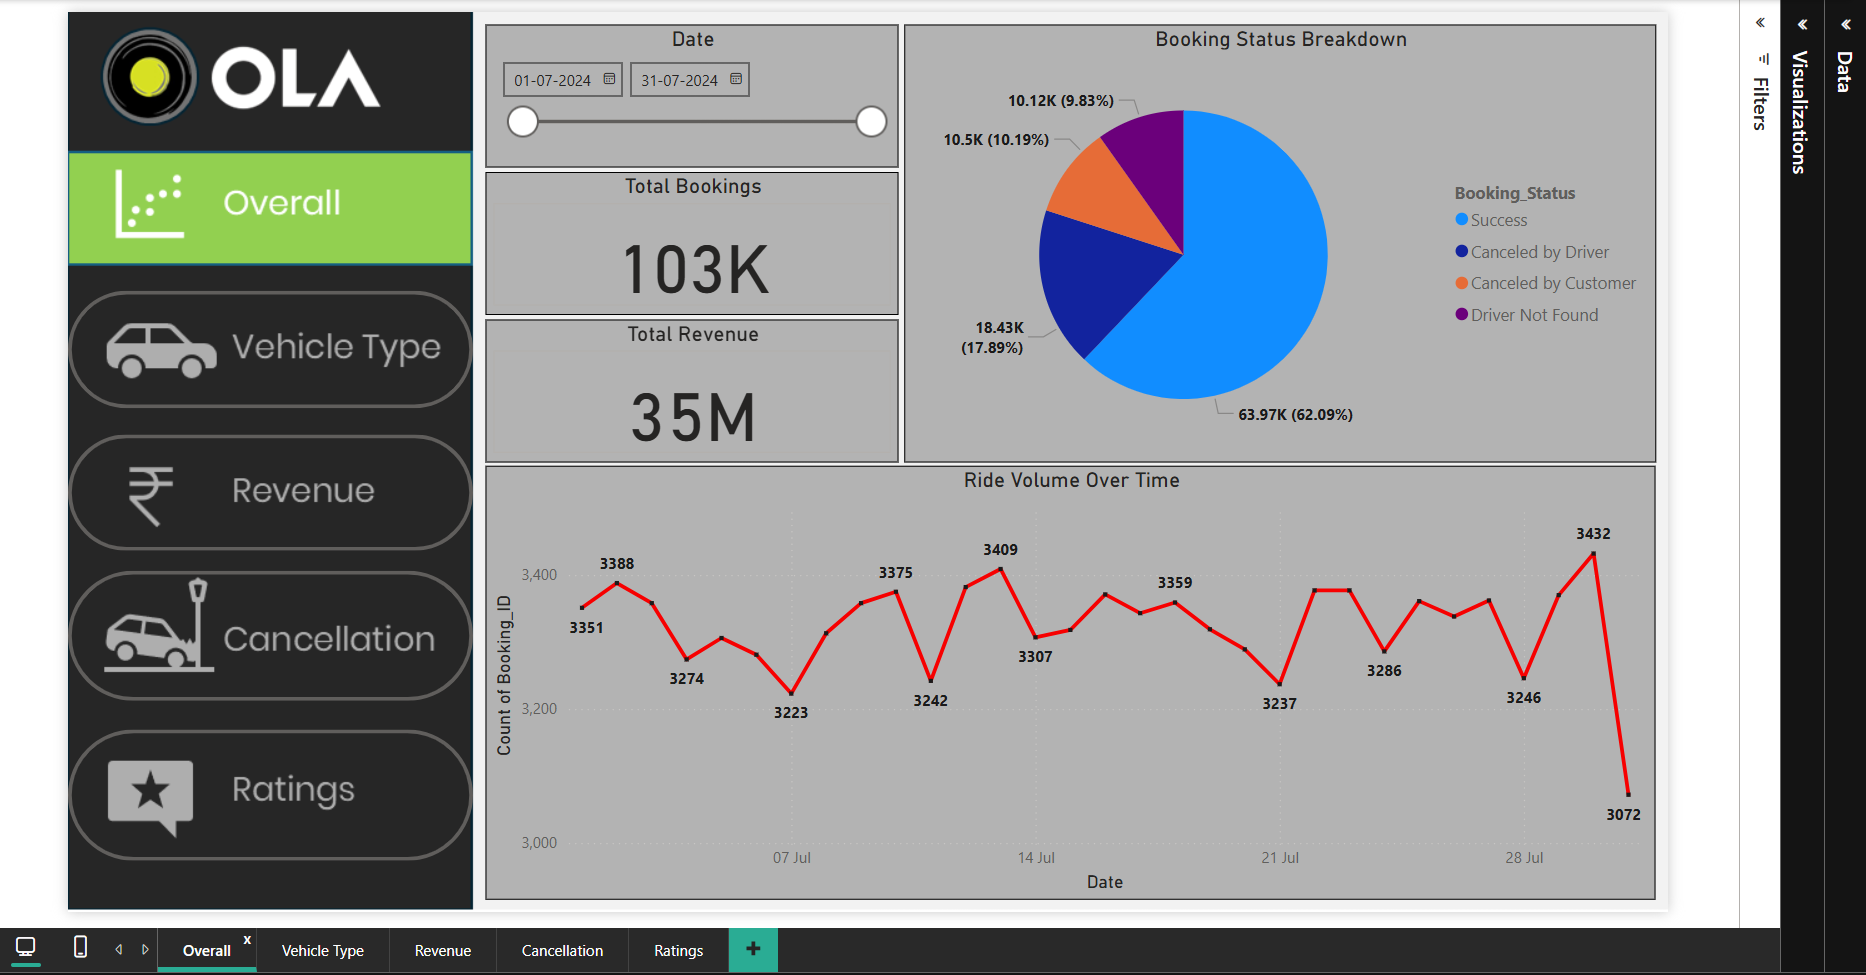 OLA
Overall
Vehicle Type
Revenue
Cancellation
Ratings
Date
01-07-2024
31-07-2024
Total Bookings
103K
Total Revenue
35M
Booking Status Breakdown
10.12K (9.83%)
10.5K (10.19%)
18.43K
(17.89%)
63.97K (62.09%)
Booking_Status
Success
Canceled by Driver
Canceled by Customer
Driver Not Found
Ride Volume Over Time
Count of Booking_ID
3,400
3,200
3,000
3351
3388
3274
3223
3375
3242
3409
3307
3359
3237
3286
3246
3432
3072
07 Jul
14 Jul
21 Jul
28 Jul
Date
Filters
Visualizations
Data
Overall x
Vehicle Type
Revenue
Cancellation
Ratings
+